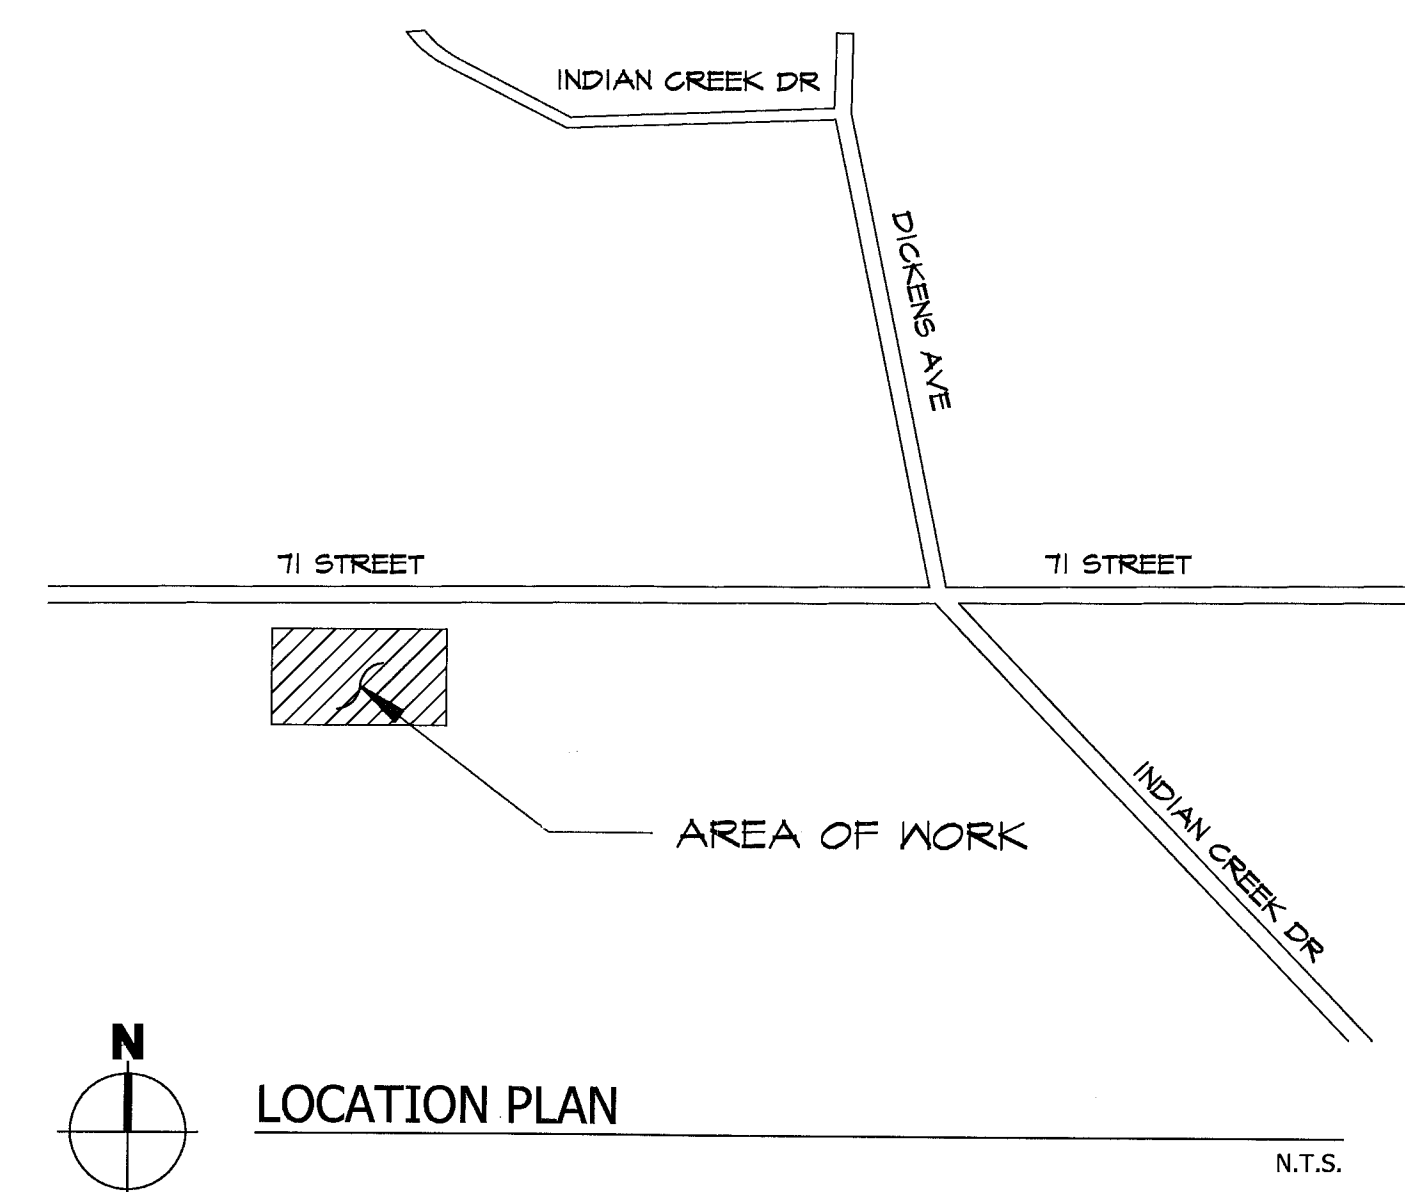 INDIAN CREEK DR
DICKENS AVE
71 STREET
71 STREET
AREA OF WORK
INDIAN CREEK DR
N
LOCATION PLAN
N.T.S.